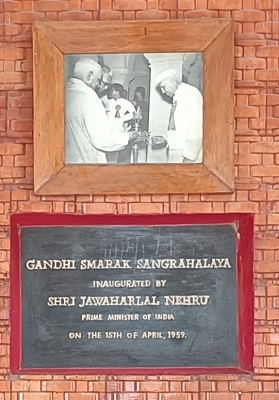 GANDHI SMARAK SANGRAHALAYA
INAUGURATED BY
SHRI JAWAHARLAL NEHRU
PRIME MINISTER OF INDIA
ON THE 15TH OF APRIL, 1959.